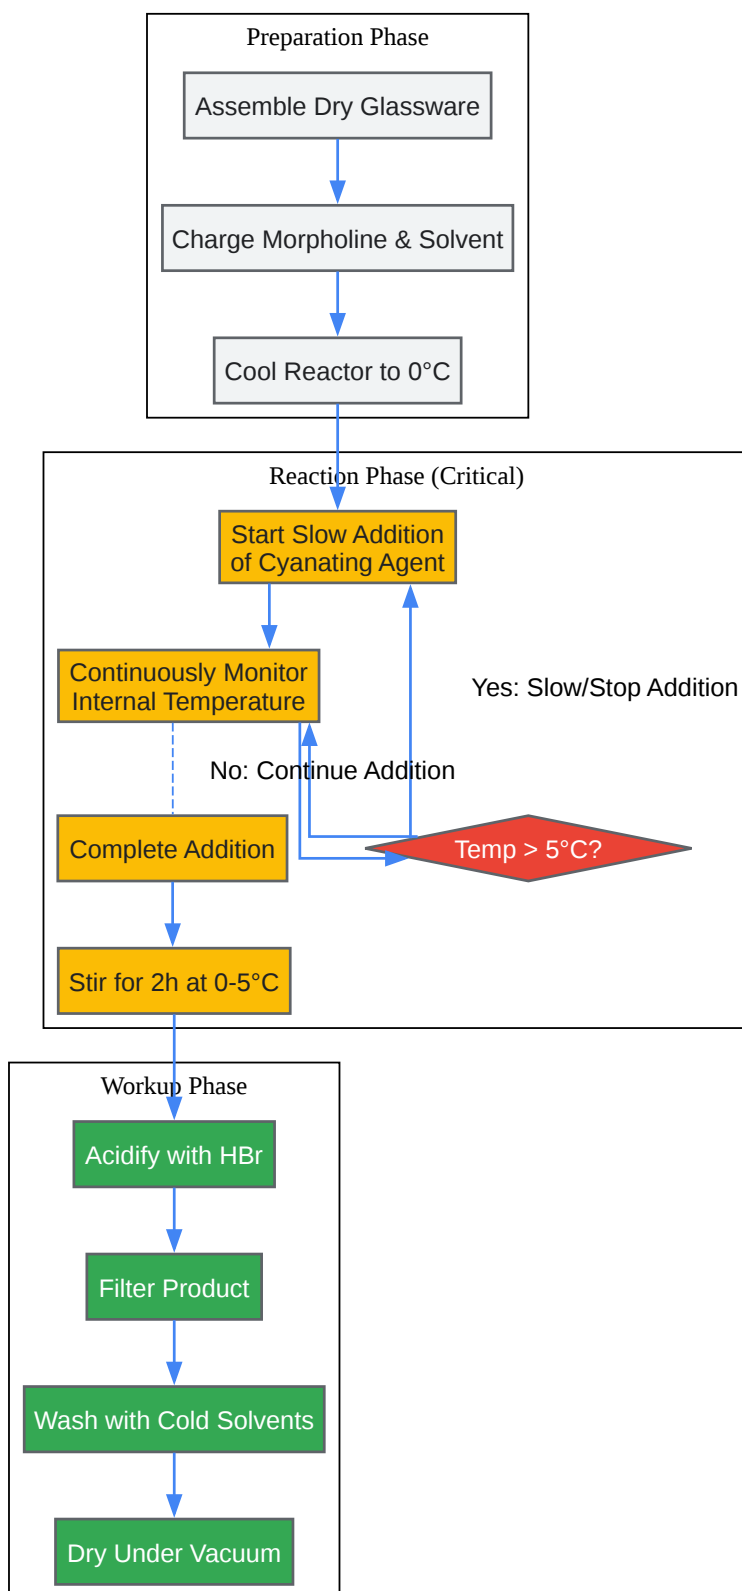 Preparation Phase
Assemble Dry Glassware
Charge Morpholine & Solvent
Cool Reactor to 0°C
Reaction Phase (Critical)
Start Slow Addition
of Cyanating Agent
Continuously Monitor
Internal Temperature
Yes: Slow/Stop Addition
No: Continue Addition
Complete Addition
Temp > 5°C?
Stir for 2h at 0-5°C
Workup Phase
Acidify with HBr
Filter Product
Wash with Cold Solvents
Dry Under Vacuum